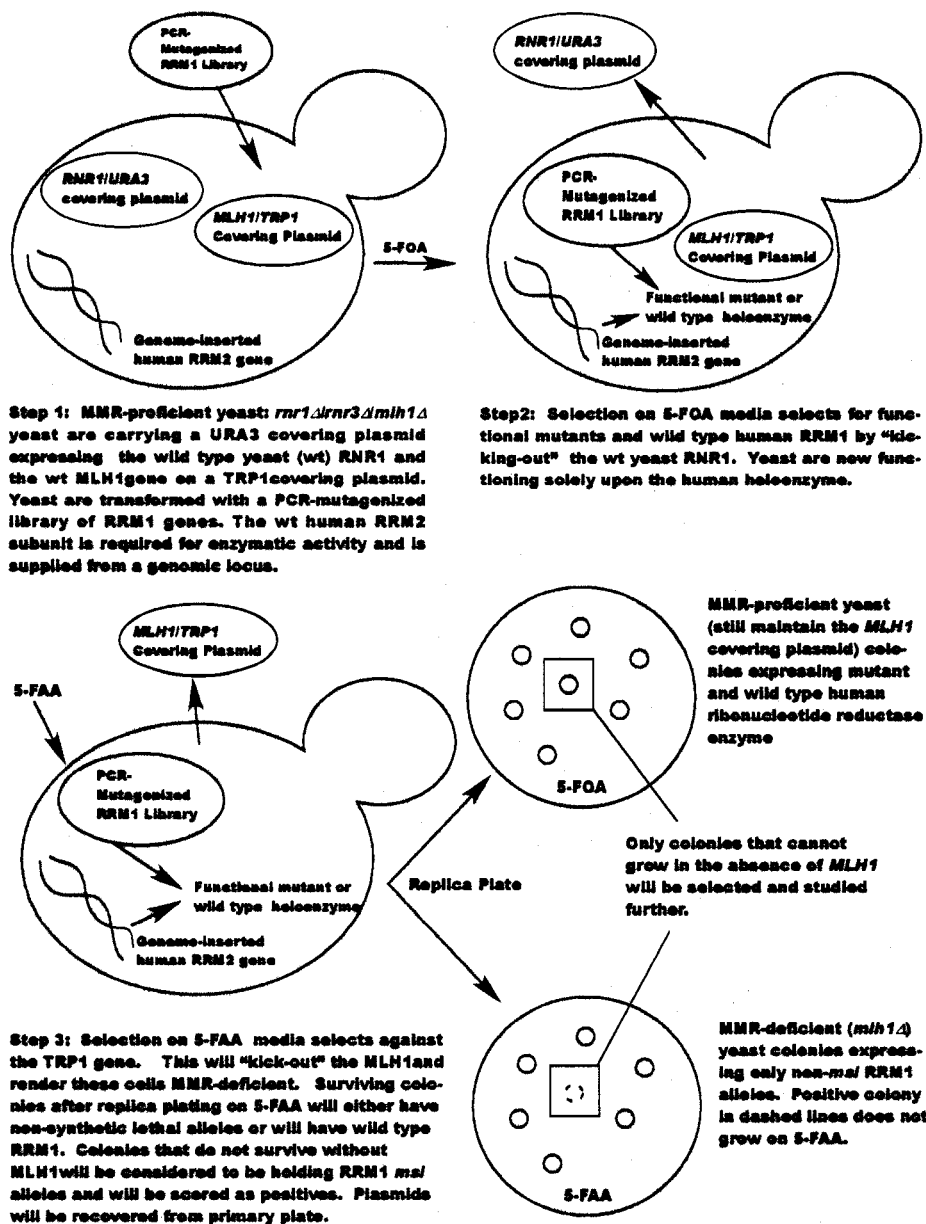 PCR-
Mutagenized
RRM1 Library
RNR1/URA3
covering plasmid
MLH1/TRP1
Covering Plasmid
Genome-inserted
human RRM2 gene
5-FOA
RNR1/URA3
covering plasmid
PCR-
Mutagenized
RRM1 Library
MLH1/TRP1
Covering Plasmid
Functional mutant or
wild type holoenzyme
Genome-inserted
human RRM2 gene
Step 1: MMR-proficient yeast: rnr1Δ/rnr3Δ/mlh1Δ
yeast are carrying a URA3 covering plasmid
expressing the wild type yeast (wt) RNR1 and
the wt MLH1gene on a TRP1covering plasmid.
Yeast are transformed with a PCR-mutagenized
library of RRM1 genes. The wt human RRM2
subunit is required for enzymatic activity and is
supplied from a genomic locus.
Step2: Selection on 5-FOA media selects for func-
tional mutants and wild type human RRM1 by "kic-
king-out" the wt yeast RNR1. Yeast are now func-
tioning solely upon the human holoenzyme.
MLH1/TRP1
Covering Plasmid
5-FAA
PCR-
Mutagenized
RRM1 Library
Functional mutant or
wild type holoenzyme
Genome-inserted
human RRM2 gene
Replica Plate
5-FOA
MMR-proficient yeast
(still maintain the MLH1
covering plasmid) colo-
nies expressing mutant
and wild type human
ribonucleotide reductase
enzyme
Only colonies that cannot
grow in the absence of MLH1
will be selected and studied
further.
5-FAA
MMR-deficient (mlh1Δ)
yeast colonies express-
ing only non-msl RRM1
alleles. Positive colony
in dashed lines does not
grow on 5-FAA.
Step 3: Selection on 5-FAA media selects against
the TRP1 gene. This will "kick-out" the MLH1and
render these cells MMR-deficient. Surviving colo-
nies after replica plating on 5-FAA will either have
non-synthetic lethal alleles or will have wild type
RRM1. Colonies that do not survive without
MLH1will be considered to be holding RRM1 msl
alleles and will be scored as positives. Plasmids
will be recovered from primary plate.